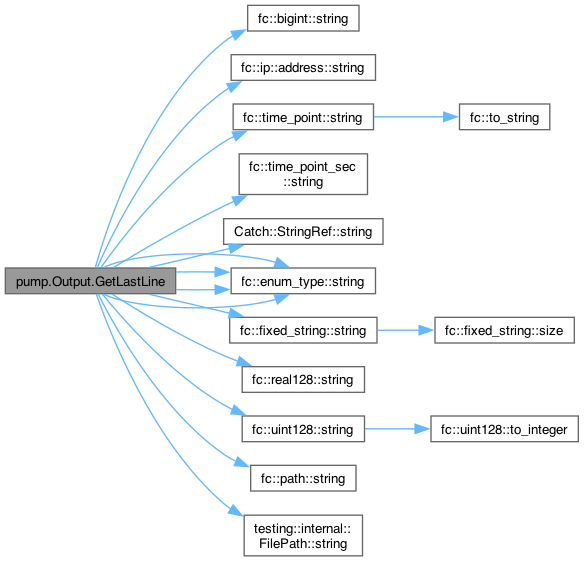 fc::bigint::string
fc::ip::address::string
fc::time_point::string
fc::to_string
fc::time_point_sec
::string
Catch::StringRef::string
pump.Output.GetLastLine
fc::enum_type::string
fc::fixed_string::string
fc::fixed_string::size
fc::real128::string
fc::uint128::string
fc::uint128::to_integer
fc::path::string
testing::internal::
FilePath::string